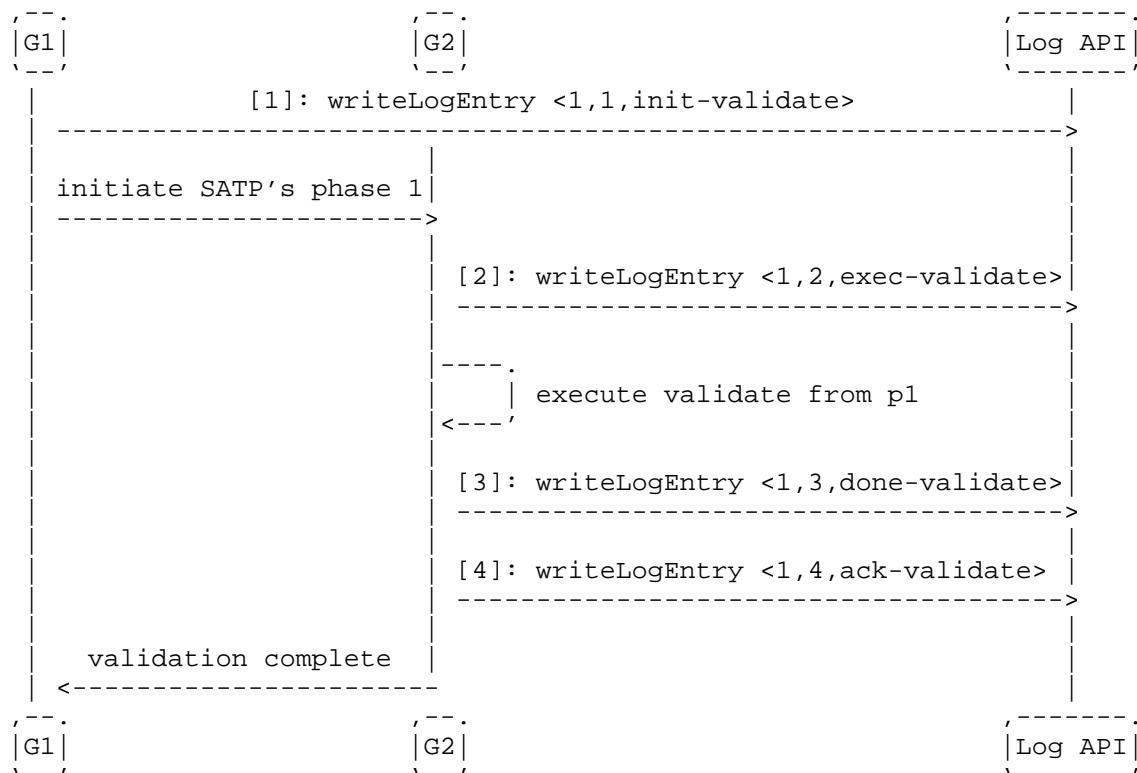 G1 G2 Log API
[1]: writeLogEntry <1,1,init-validate>
initiate SATP's phase 1
[2]: writeLogEntry <1,2,exec-validate>
execute validate from p1
[3]: writeLogEntry <1,3,done-validate>
[4]: writeLogEntry <1,4,ack-validate>
validation complete
G1 G2 Log API